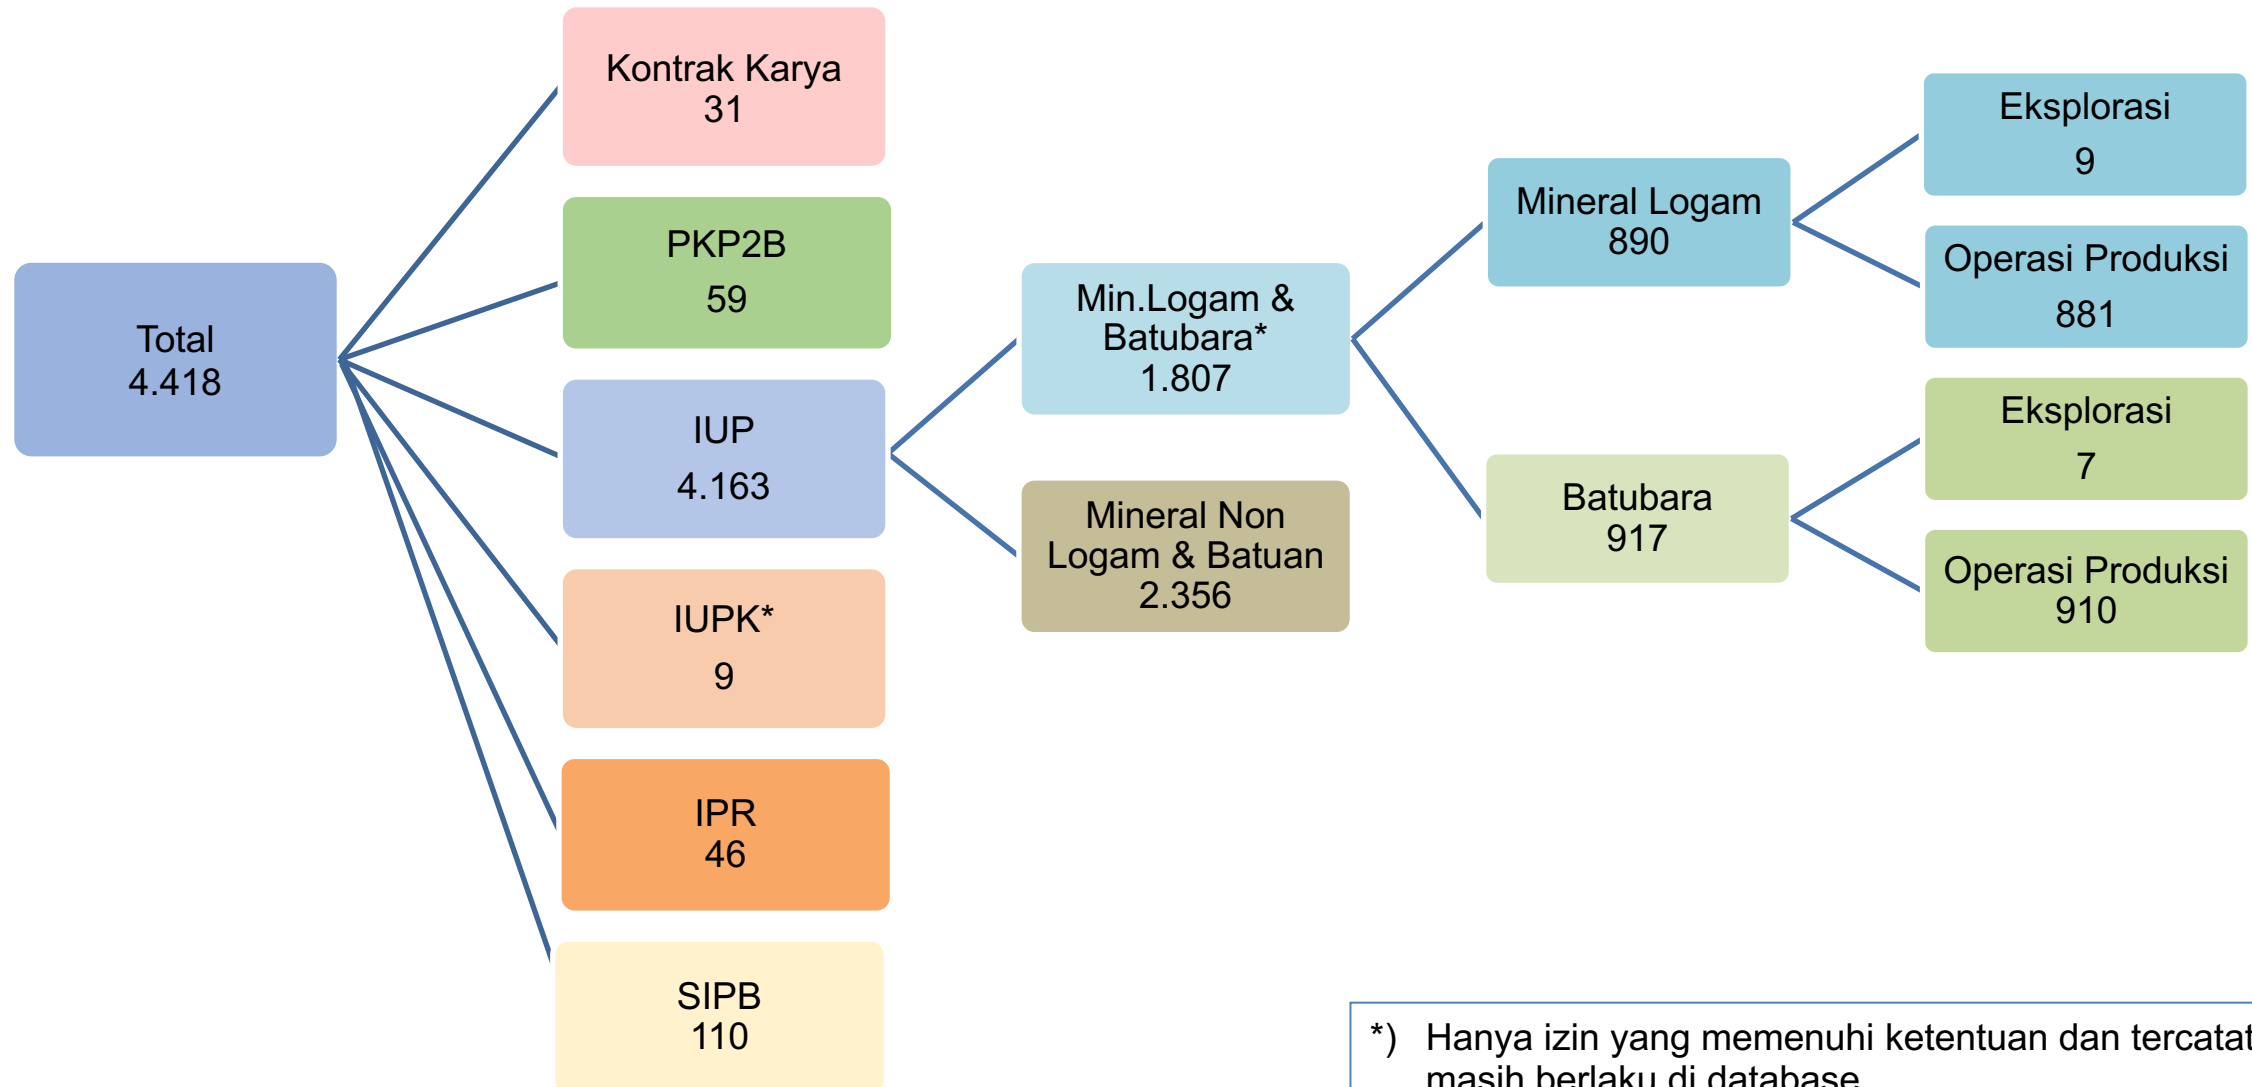 Total
4.418
Kontrak Karya
31
PKP2B
59
IUP
4.163
IUPK*
9
IPR
46
SIPB
110
Min.Logam &
Batubara*
1.807
Mineral Non
Logam & Batuan
2.356
Mineral Logam
890
Batubara
917
Eksplorasi
9
Operasi Produksi
881
Eksplorasi
7
Operasi Produksi
910
*) Hanya izin yang memenuhi ketentuan dan tercatat
masih berlaku di database